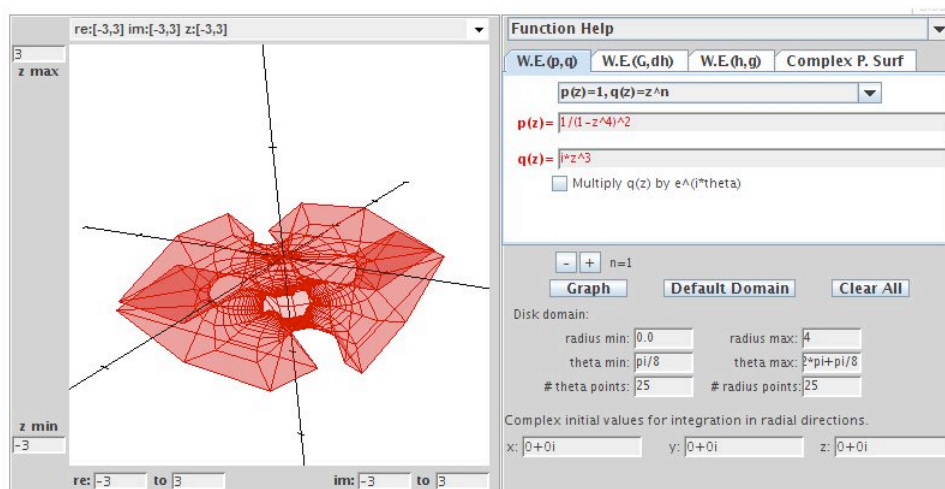 re:[-3,3] im:[-3,3] z:[-3,3]
3
z max
z min
-3
re: -3 to 3 im: -3 to 3
Function Help
W.E.(p,q) W.E.(G,dh) W.E.(h,g) Complex P. Surf
p(z)=1, q(z)=z^n
p(z)= 1/(1-z^4)^2
q(z)= i*z^3
Multiply q(z) by e^(i*theta)
- + n=1
Graph Default Domain Clear All
Disk domain:
radius min: 0.0 radius max: 4
theta min: pi/8 theta max: 2*pi+pi/8
# theta points: 25 # radius points: 25
Complex initial values for integration in radial directions.
x: 0+0i y: 0+0i z: 0+0i